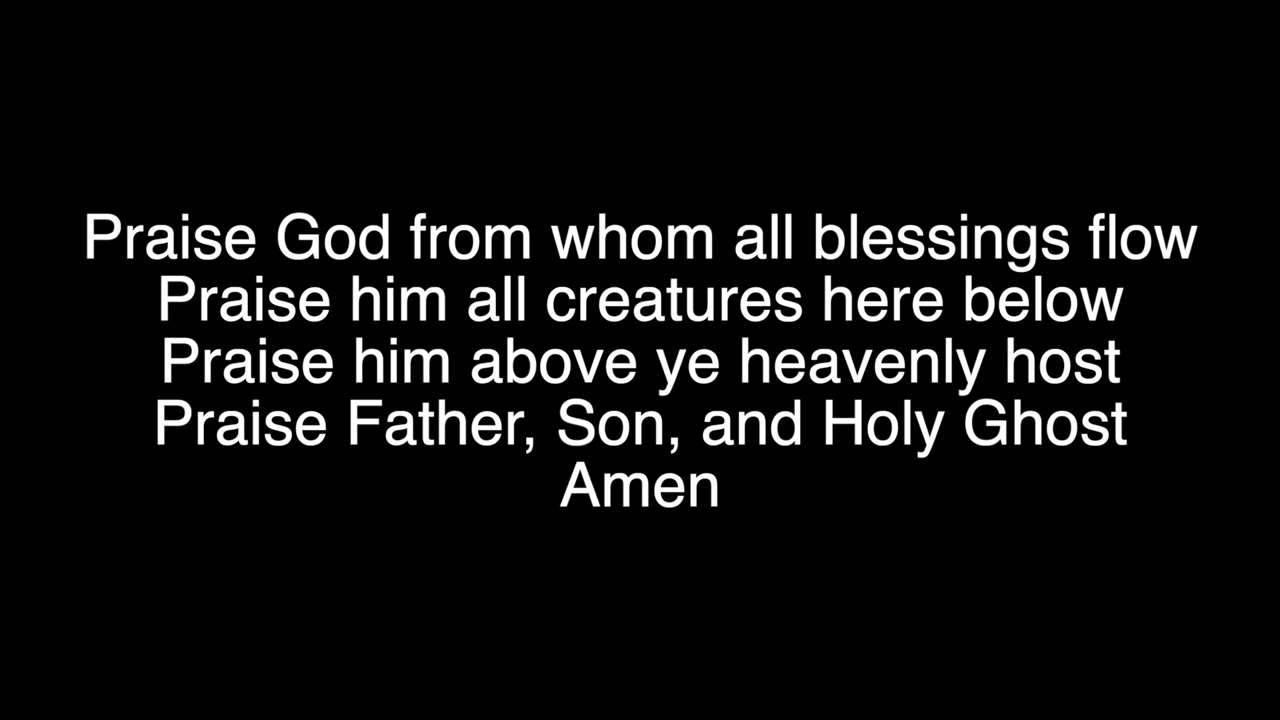 Praise God from whom all blessings flow
Praise him all creatures here below
Praise him above ye heavenly host
Praise Father, Son, and Holy Ghost
Amen